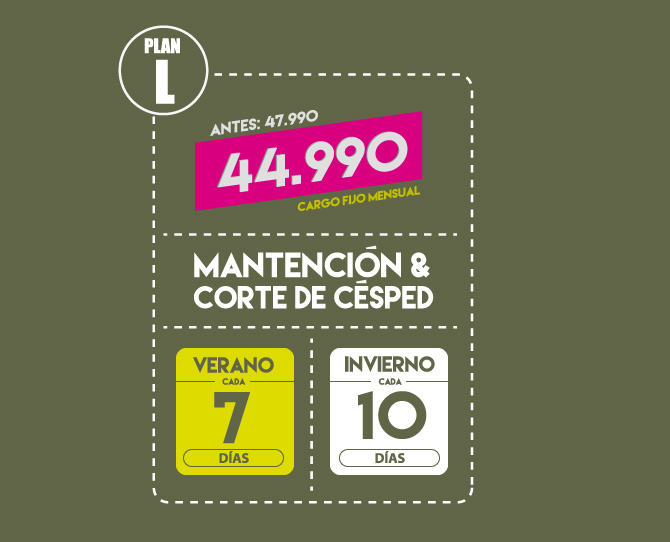 PLAN
L
ANTES: 47.990
44.990
CARGO FIJO MENSUAL
MANTENCIÓN &
CORTE DE CÉSPED
VERANO
CADA
7
DÍAS
INVIERNO
CADA
10
DÍAS